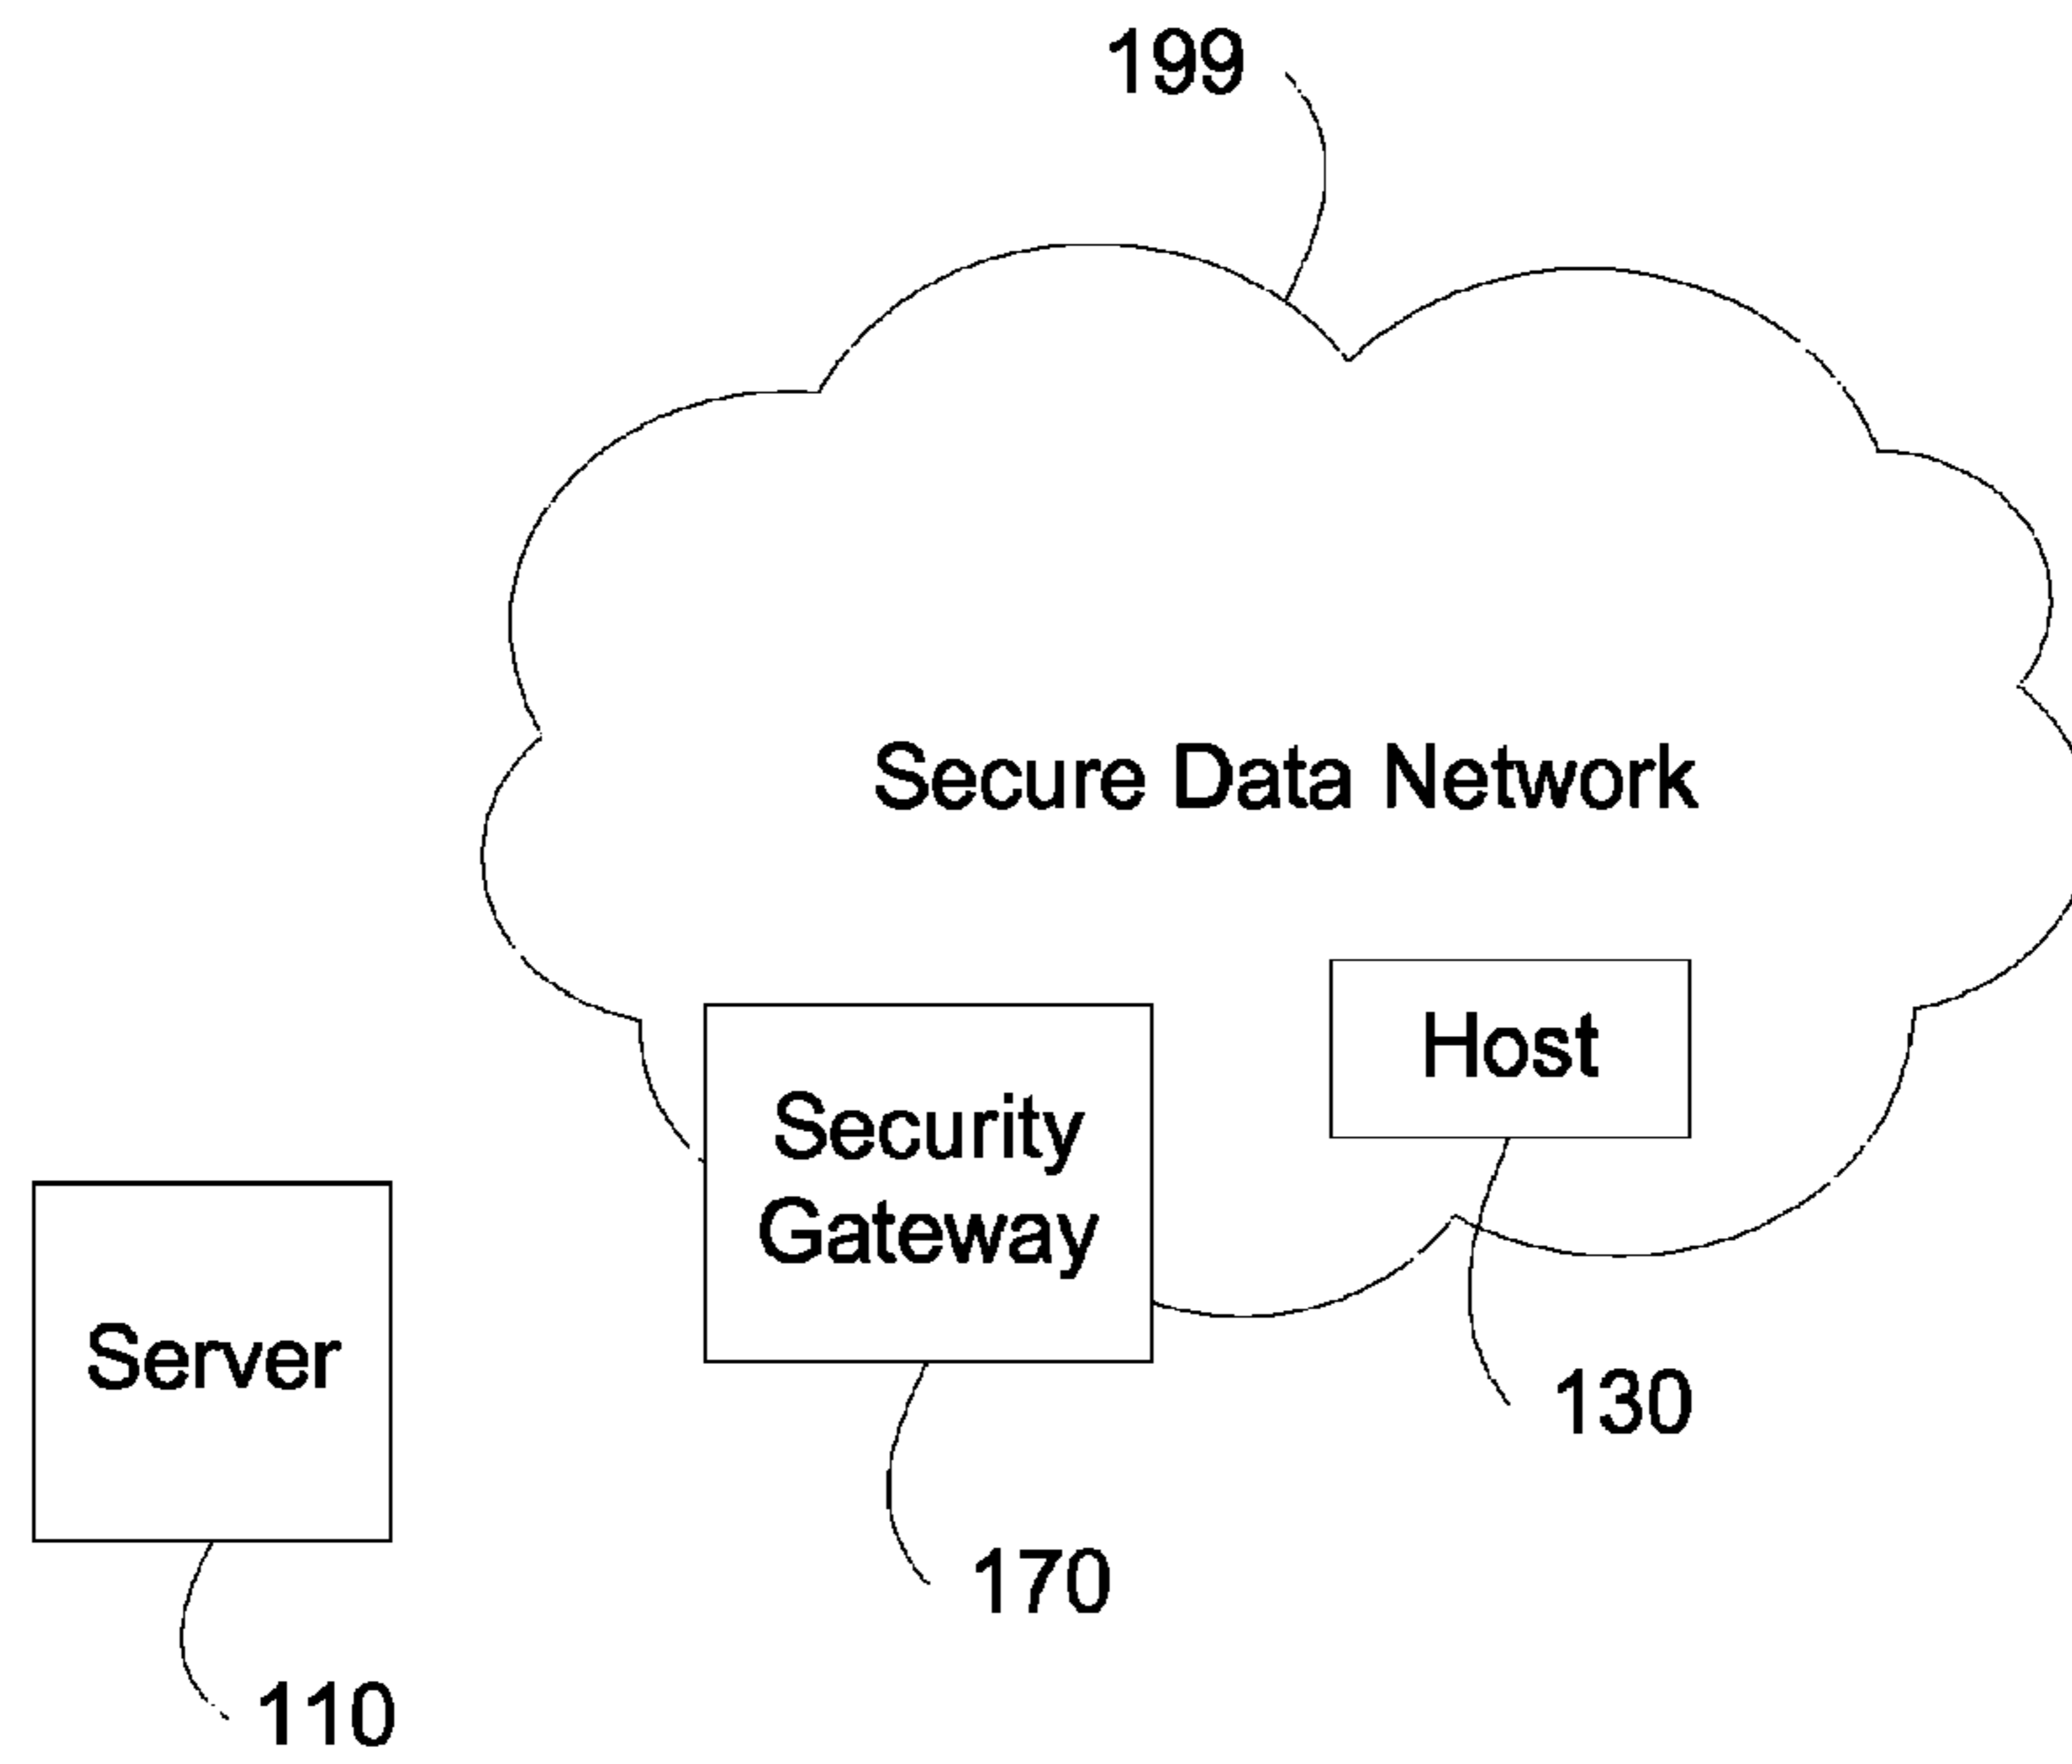 199
Secure Data Network
Host
Security
Gateway
Server
130
170
110